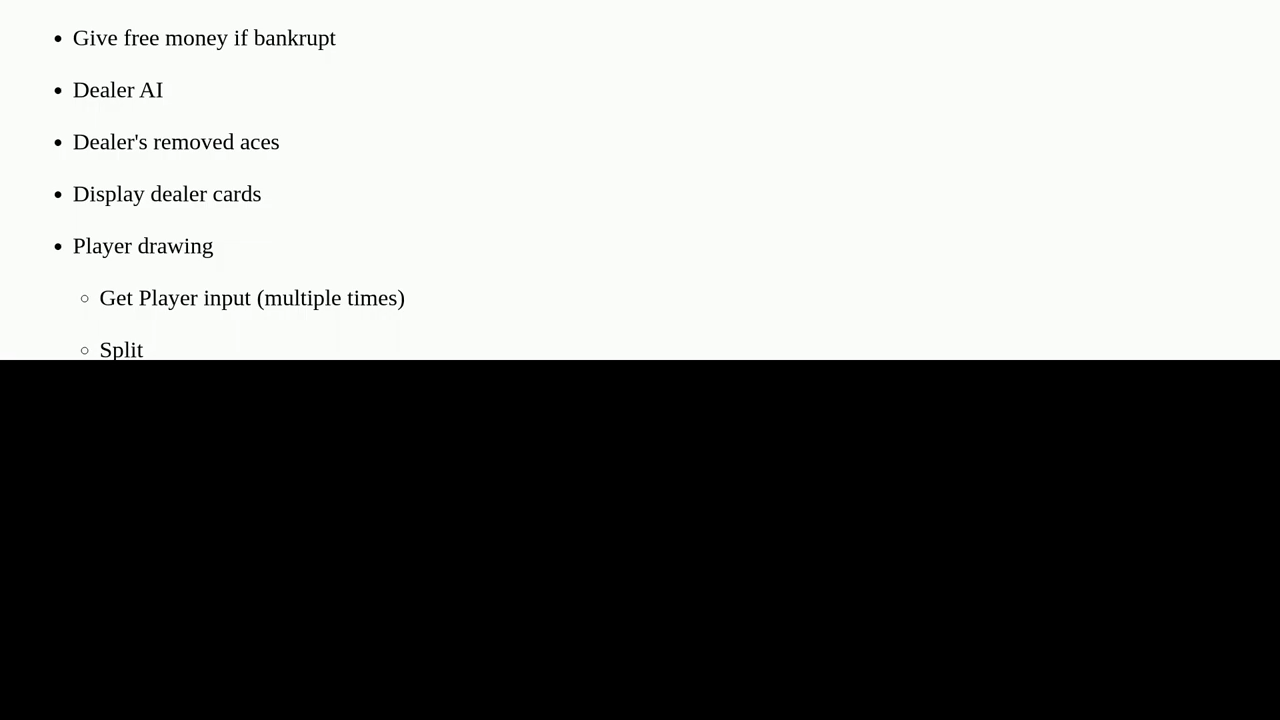 • Give free money if bankrupt
• Dealer AI
• Dealer's removed aces
• Display dealer cards
• Player drawing
◦ Get Player input (multiple times)
◦ Split